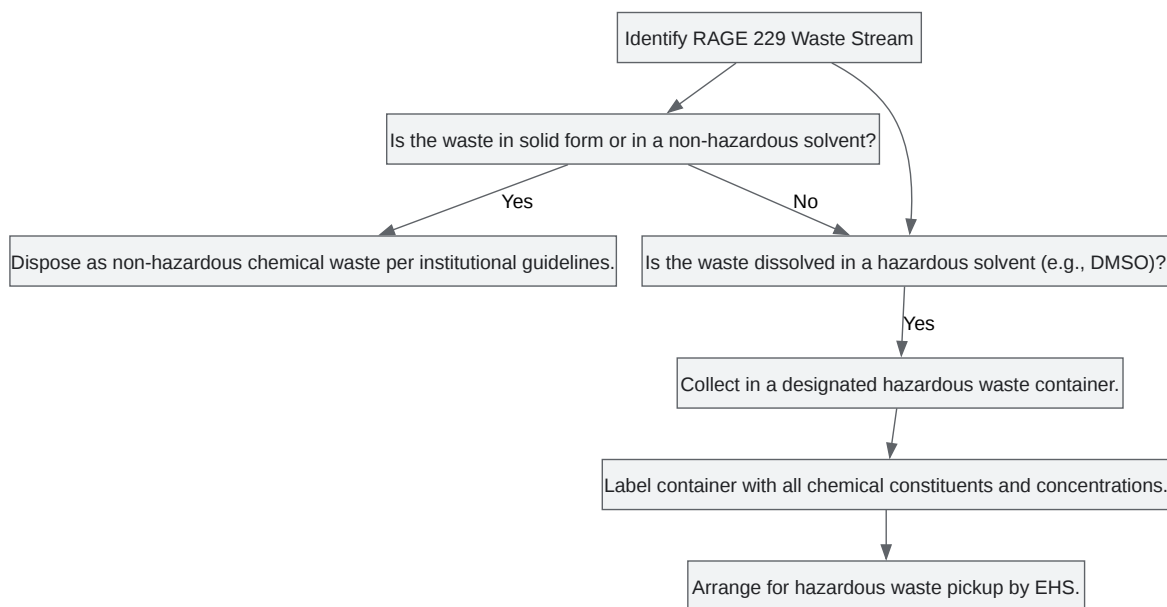 Identify RAGE 229 Waste Stream
Is the waste in solid form or in a non-hazardous solvent?
Yes
No
Dispose as non-hazardous chemical waste per institutional guidelines.
Is the waste dissolved in a hazardous solvent (e.g., DMSO)?
Yes
Collect in a designated hazardous waste container.
Label container with all chemical constituents and concentrations.
Arrange for hazardous waste pickup by EHS.